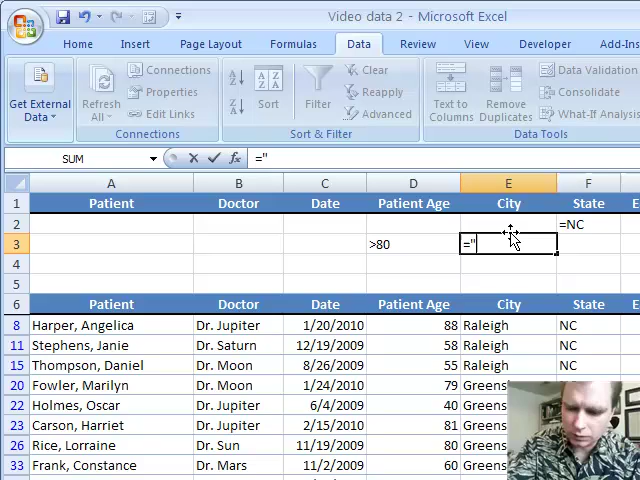 Video data 2 - Microsoft Excel
Home Insert Page Layout Formulas Data Review View Developer Add-Ins
Get External Data
Refresh All
Connections
Properties
Edit Links
Connections
Sort
Filter
Clear
Reapply
Advanced
Sort & Filter
Text to Columns
Remove Duplicates
Data Validation
Consolidate
What-If Analysis
Data Tools
SUM ="
A B C D E F
1 Patient Doctor Date Patient Age City State
2 =NC
3 >80 ="
4
5
6 Patient Doctor Date Patient Age City State
8 Harper, Angelica Dr. Jupiter 1/20/2010 88 Raleigh NC
11 Stephens, Janie Dr. Saturn 12/19/2009 58 Raleigh NC
15 Thompson, Daniel Dr. Moon 8/26/2009 55 Raleigh NC
20 Fowler, Marilyn Dr. Moon 1/24/2010 79 Greens
22 Holmes, Oscar Dr. Jupiter 6/4/2009 40 Greens
23 Carson, Harriet Dr. Jupiter 2/15/2010 81 Greens
26 Rice, Lorraine Dr. Sun 11/19/2009 80 Greens
33 Frank, Constance Dr. Mars 11/2/2009 60 Greens